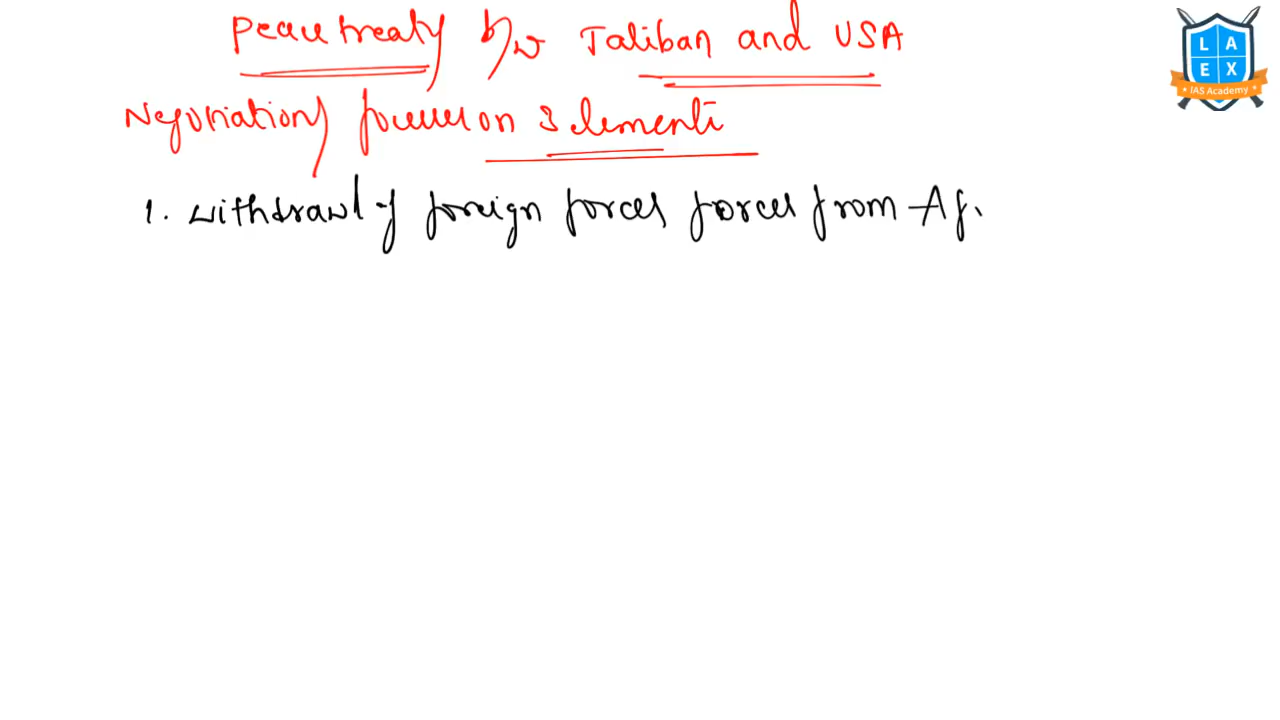 Peace treaty b/w Taliban and USA
Negotiations focuses on 3 elements
1. withdrawl of foreign forces forces from Af.
L A
E X
IAS Academy